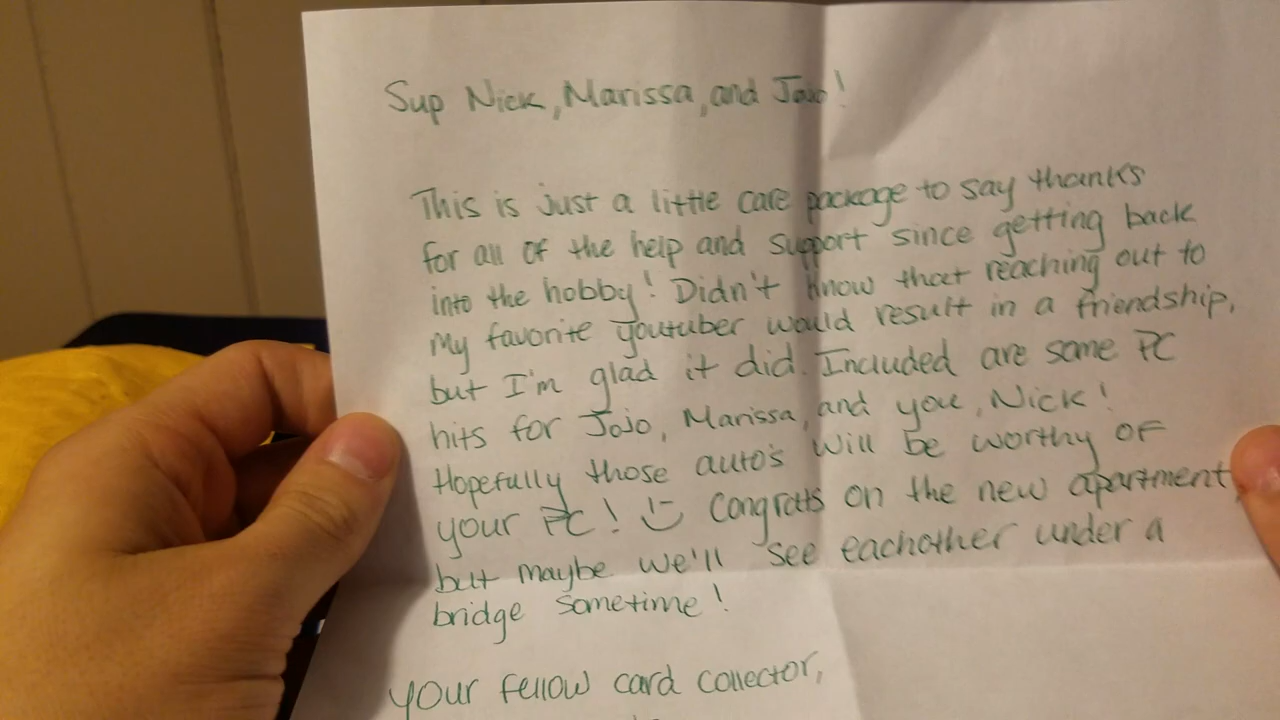 Sup Nick, Marissa, and Jojo!
This is just a little care package to say thanks
for all of the help and support since getting back
into the hobby! Didn't know that reaching out to
my favorite youtuber would result in a friendship,
but I'm glad it did. Included are some PC
hits for JoJo, Marissa, and you, Nick!
Hopefully those auto's will be worthy of
your PC! :) Congrats on the new apartment,
but maybe we'll see eachother under a
bridge sometime!
Your fellow card collector,